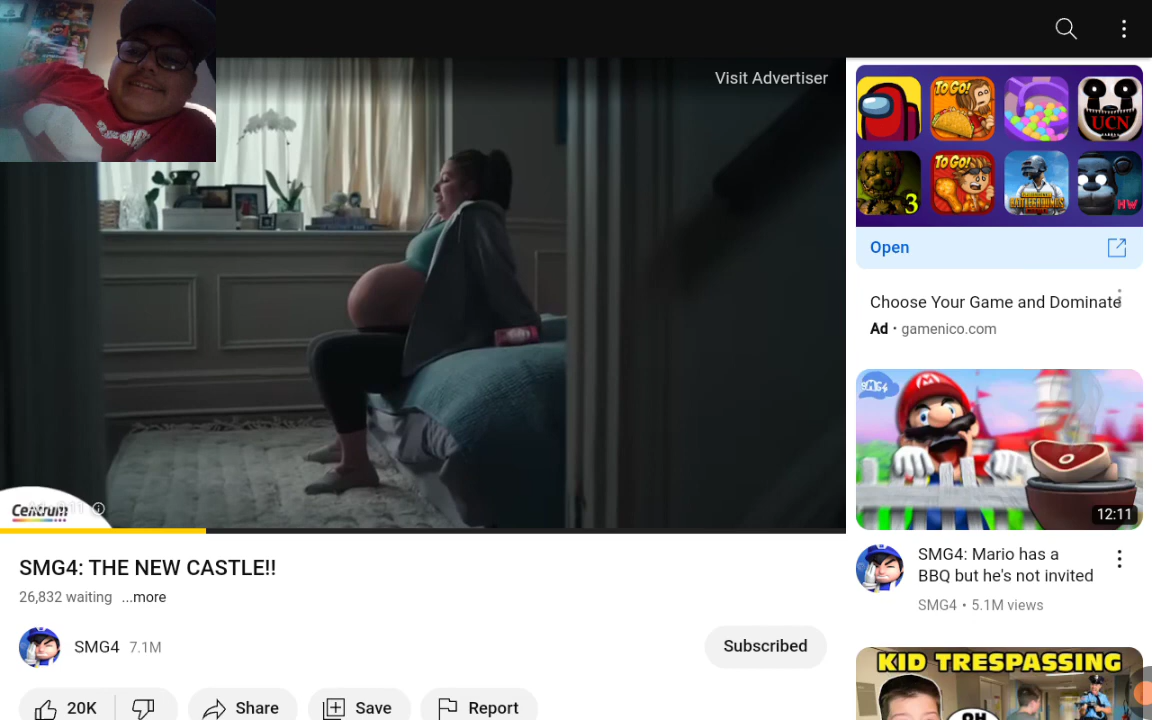 Visit Advertiser
TO GO!
UCN
3
TO GO!
BATTLEGROUNDS
HW
Open
Choose Your Game and Dominate
Ad • gamenico.com
SMG4
12:11
SMG4: Mario has a
BBQ but he's not invited
SMG4 • 5.1M views
KID TRESPASSING
OH
Centrum
SMG4: THE NEW CASTLE!!
26,832 waiting ...more
SMG4 7.1M
Subscribed
20K
Share
Save
Report